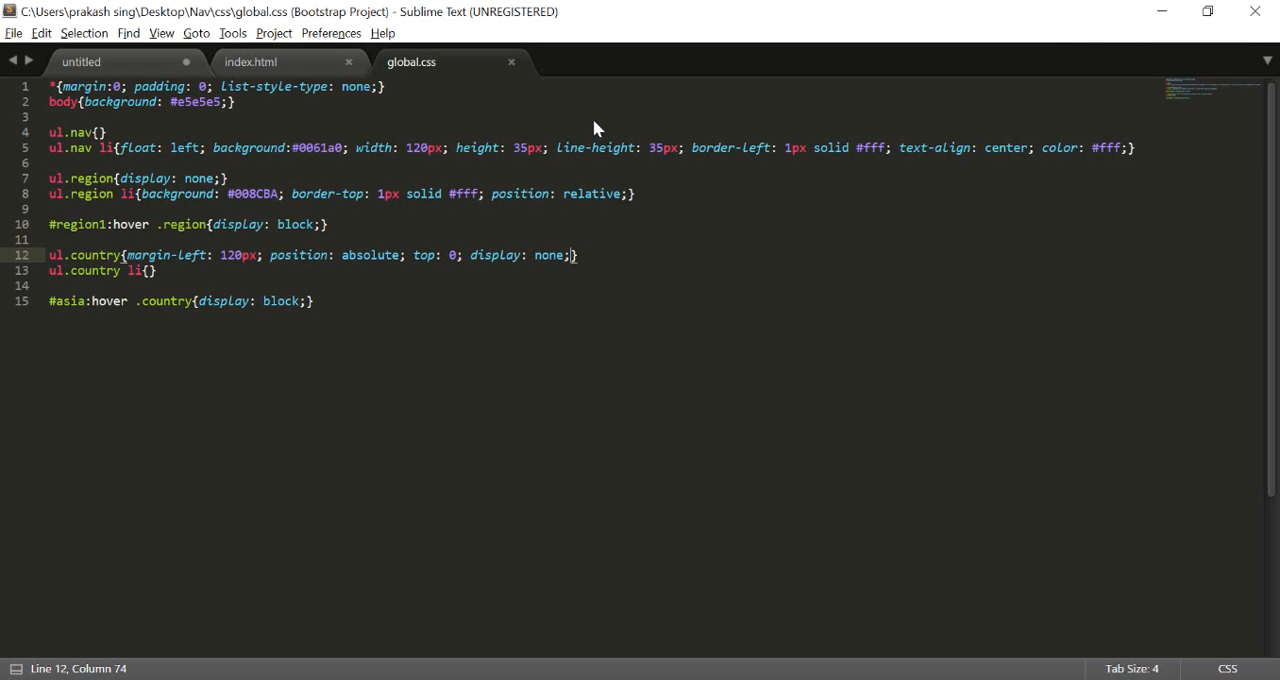 C:\Users\prakash sing\Desktop\Nav\css\global.css (Bootstrap Project) - Sublime Text (UNREGISTERED)
File Edit Selection Find View Goto Tools Project Preferences Help
untitled index.html global.css
1 *{margin:0; padding: 0; list-style-type: none;}
2 body{background: #e5e5e5;}
3
4 ul.nav{}
5 ul.nav li{float: left; background:#0061a0; width: 120px; height: 35px; line-height: 35px; border-left: 1px solid #fff; text-align: center; color: #fff;}
6
7 ul.region{display: none;}
8 ul.region li{background: #008CBA; border-top: 1px solid #fff; position: relative;}
9
10 #region1:hover .region{display: block;}
11
12 ul.country{margin-left: 120px; position: absolute; top: 0; display: none;}
13 ul.country li{}
14
15 #asia:hover .country{display: block;}
Line 12, Column 74 Tab Size: 4 CSS